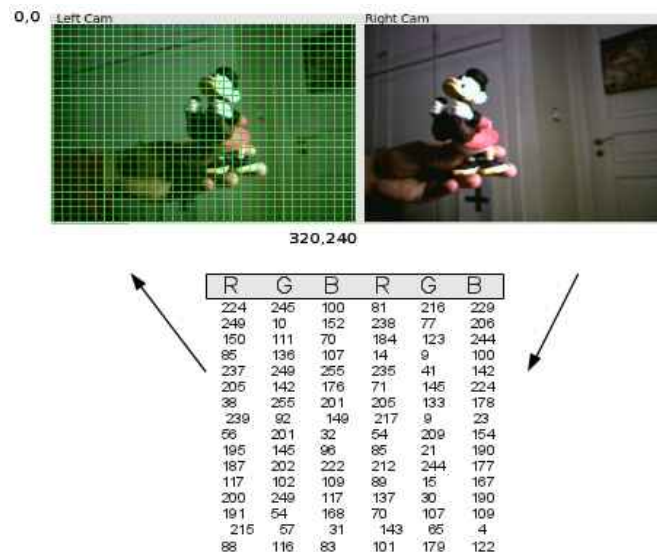 0,0 Left Cam Right Cam
320,240
R G B R G B
224 245 100 81 216 229
249 10 152 238 77 206
150 111 70 184 123 244
85 136 107 14 9 100
237 249 255 235 41 142
205 142 176 71 145 224
38 255 201 205 133 178
239 92 149 217 9 23
56 201 32 54 209 154
195 145 96 85 21 190
187 202 222 212 244 177
117 102 109 89 15 167
200 249 117 137 30 190
191 54 168 70 107 109
215 57 31 143 65 4
88 116 83 101 179 122